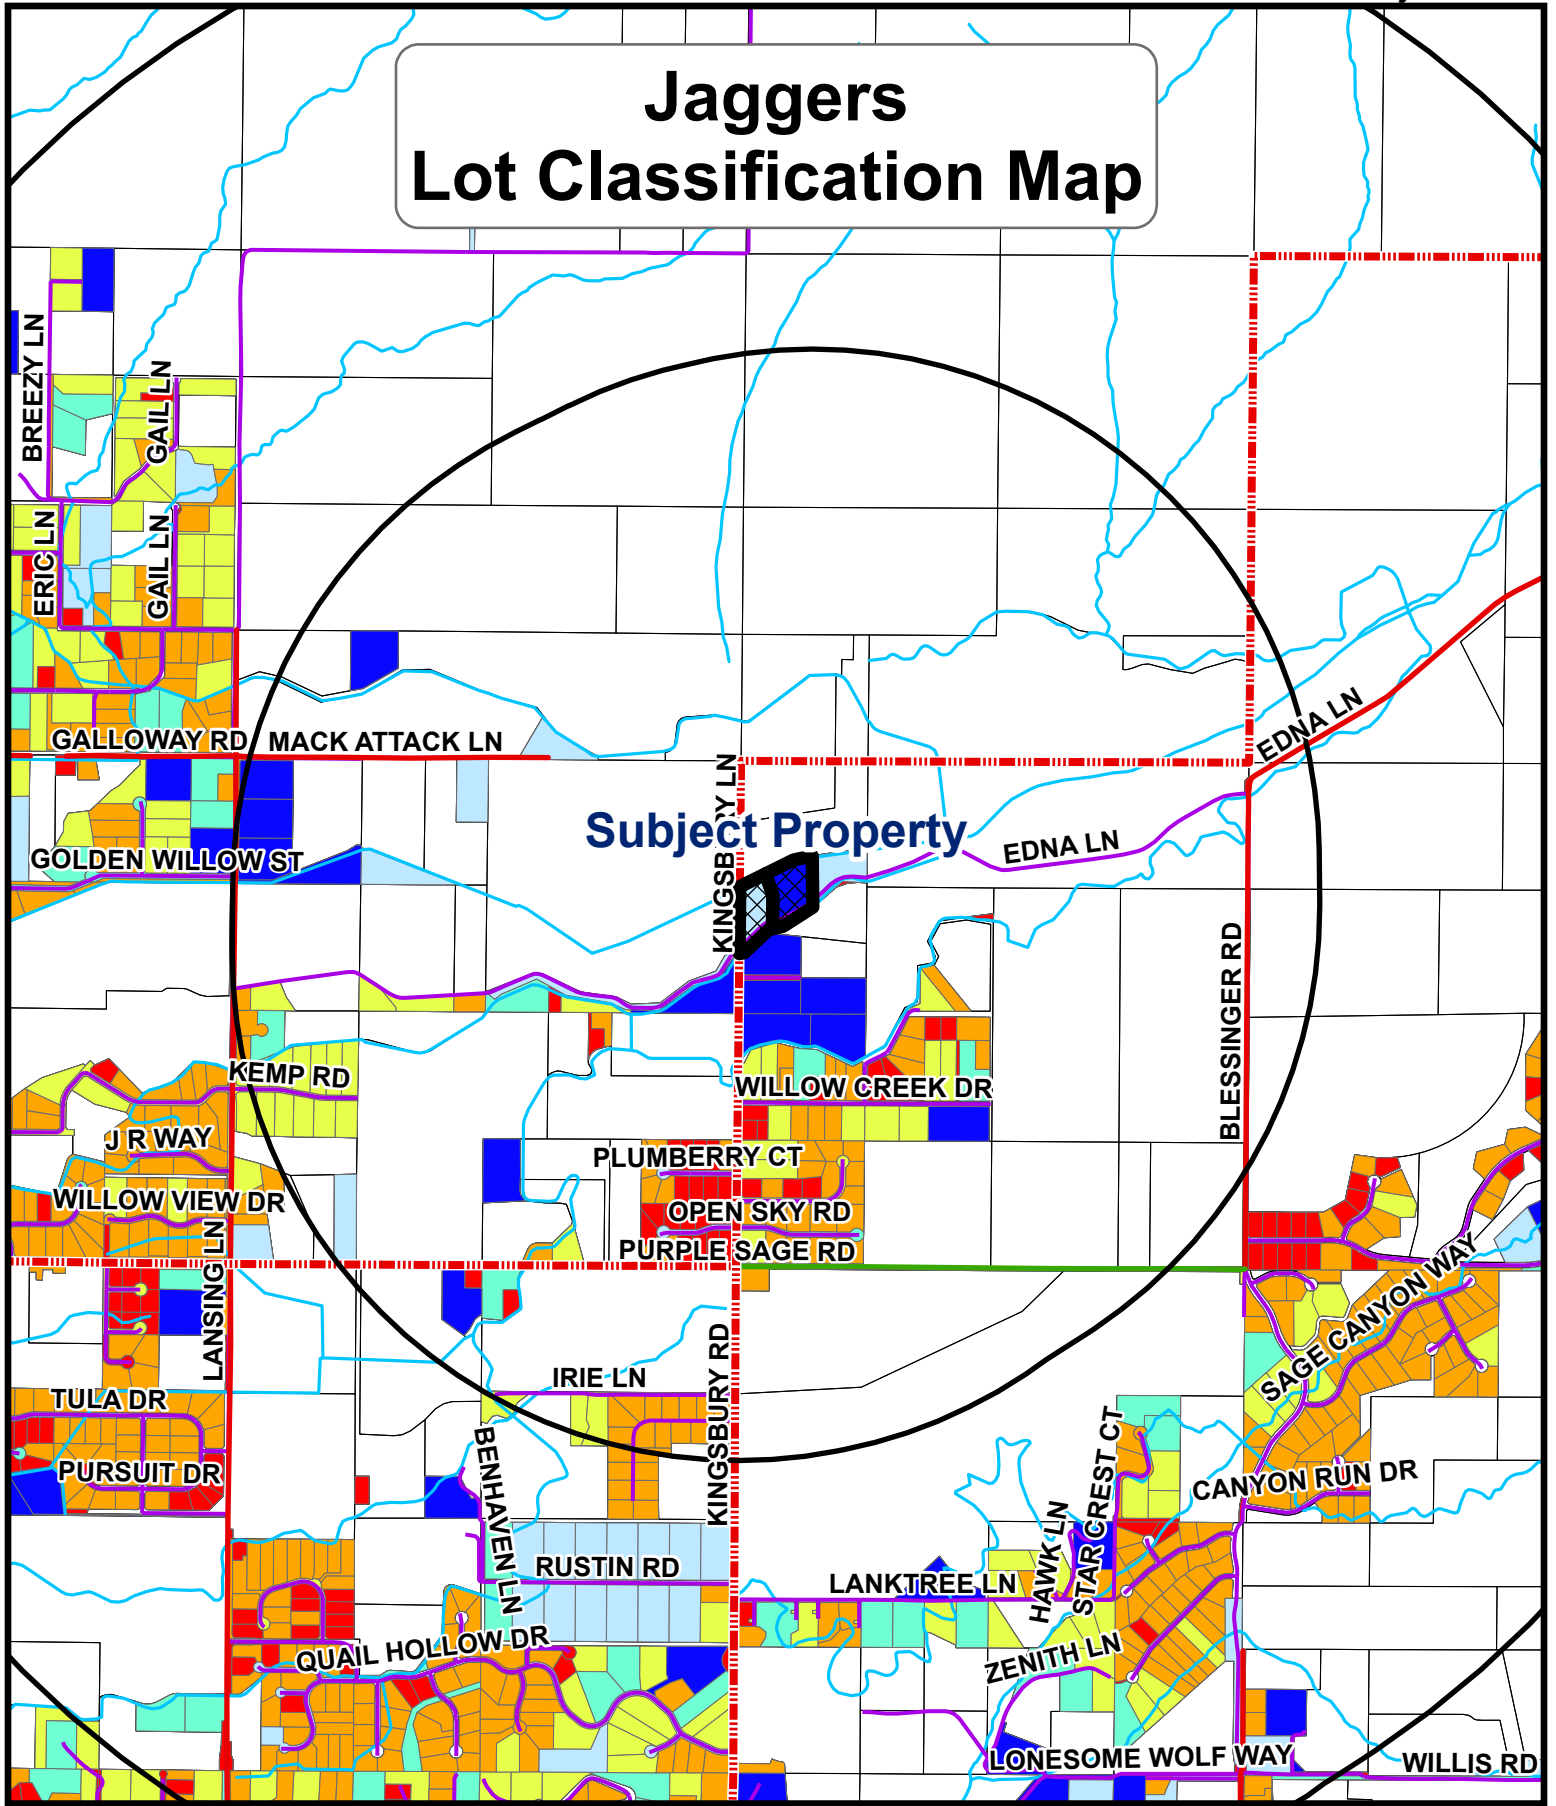 Jaggers
Lot Classification Map
BREEZY LN
GAIL LN
ERIC LN
GAIL LN
GALLOWAY RD
MACK ATTACK LN
EDNA LN
KINGSBURY LN
Subject Property
EDNA LN
GOLDEN WILLOW ST
BLESSINGER RD
KEMP RD
WILLOW CREEK DR
J R WAY
PLUMBERRY CT
WILLOW VIEW DR
OPEN SKY RD
PURPLE SAGE RD
LANSING LN
SAGE CANYON WAY
KINGSBURY RD
IRIE LN
TULA DR
BENHAVEN LN
STAR CREST CT
PURSUIT DR
CANYON RUN DR
HAWK LN
RUSTIN RD
LANKTREE LN
QUAIL HOLLOW DR
ZENITH LN
LONESOME WOLF WAY
WILLIS RD